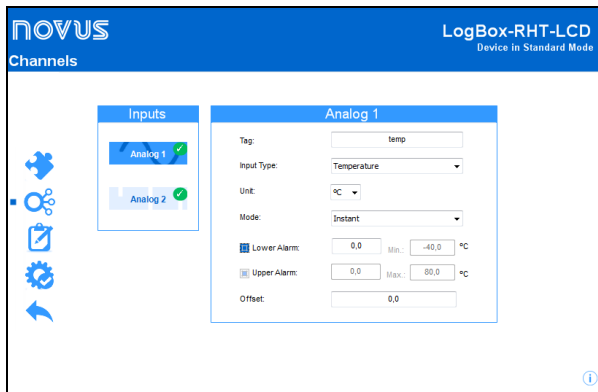 NOVUS
LogBox-RHT-LCD
Device in Standard Mode
Channels
Inputs
Analog 1
Analog 2
Analog 1
Tag: temp
Input Type: Temperature
Unit: ºC
Mode: Instant
Lower Alarm: 0,0 Min.: -40,0 ºC
Upper Alarm: 0,0 Max.: 80,0 ºC
Offset: 0,0
i